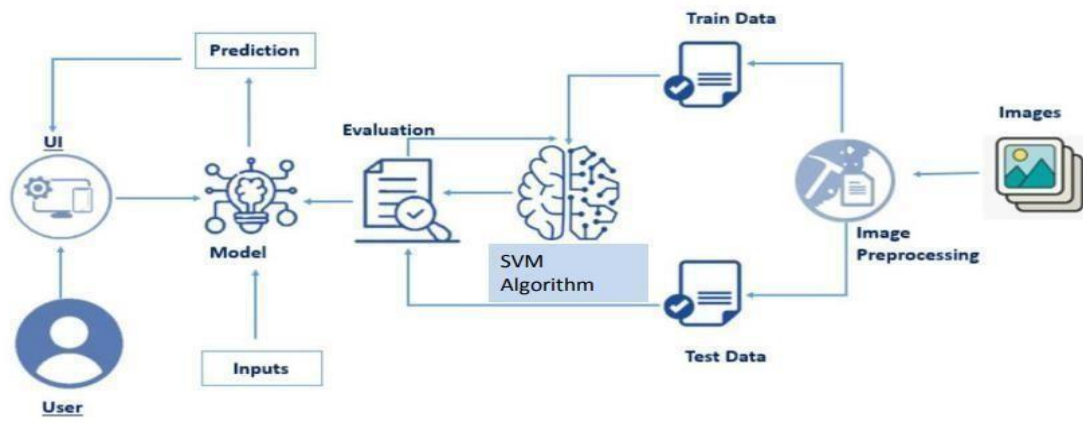 Train Data
Prediction
Images
Evaluation
UI
Image
Preprocessing
Model
SVM
Algorithm
Test Data
Inputs
User